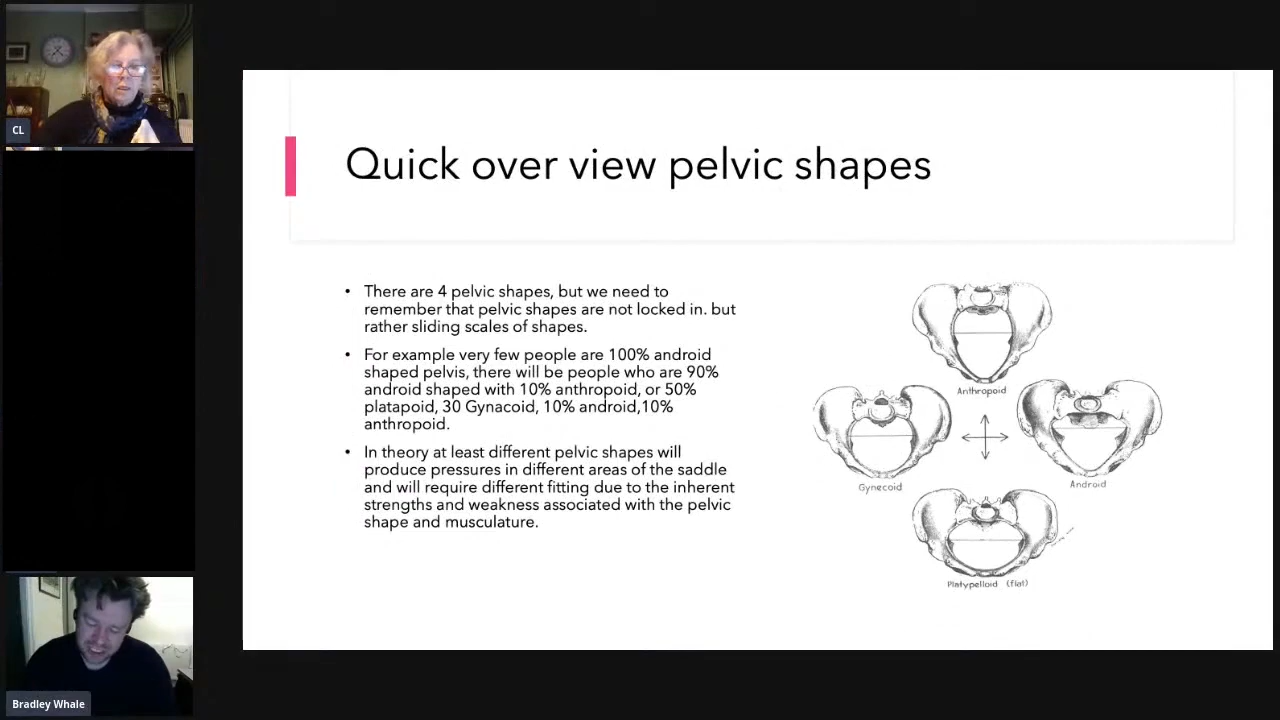 CL
Bradley Whale
Quick over view pelvic shapes
• There are 4 pelvic shapes, but we need to
remember that pelvic shapes are not locked in. but
rather sliding scales of shapes.
• For example very few people are 100% android
shaped pelvis, there will be people who are 90%
android shaped with 10% anthropoid, or 50%
platapoid, 30 Gynacoid, 10% android,10%
anthropoid.
• In theory at least different pelvic shapes will
produce pressures in different areas of the saddle
and will require different fitting due to the inherent
strengths and weakness associated with the pelvic
shape and musculature.
Anthropoid
Gynecoid
Android
Platypelloid (flat)